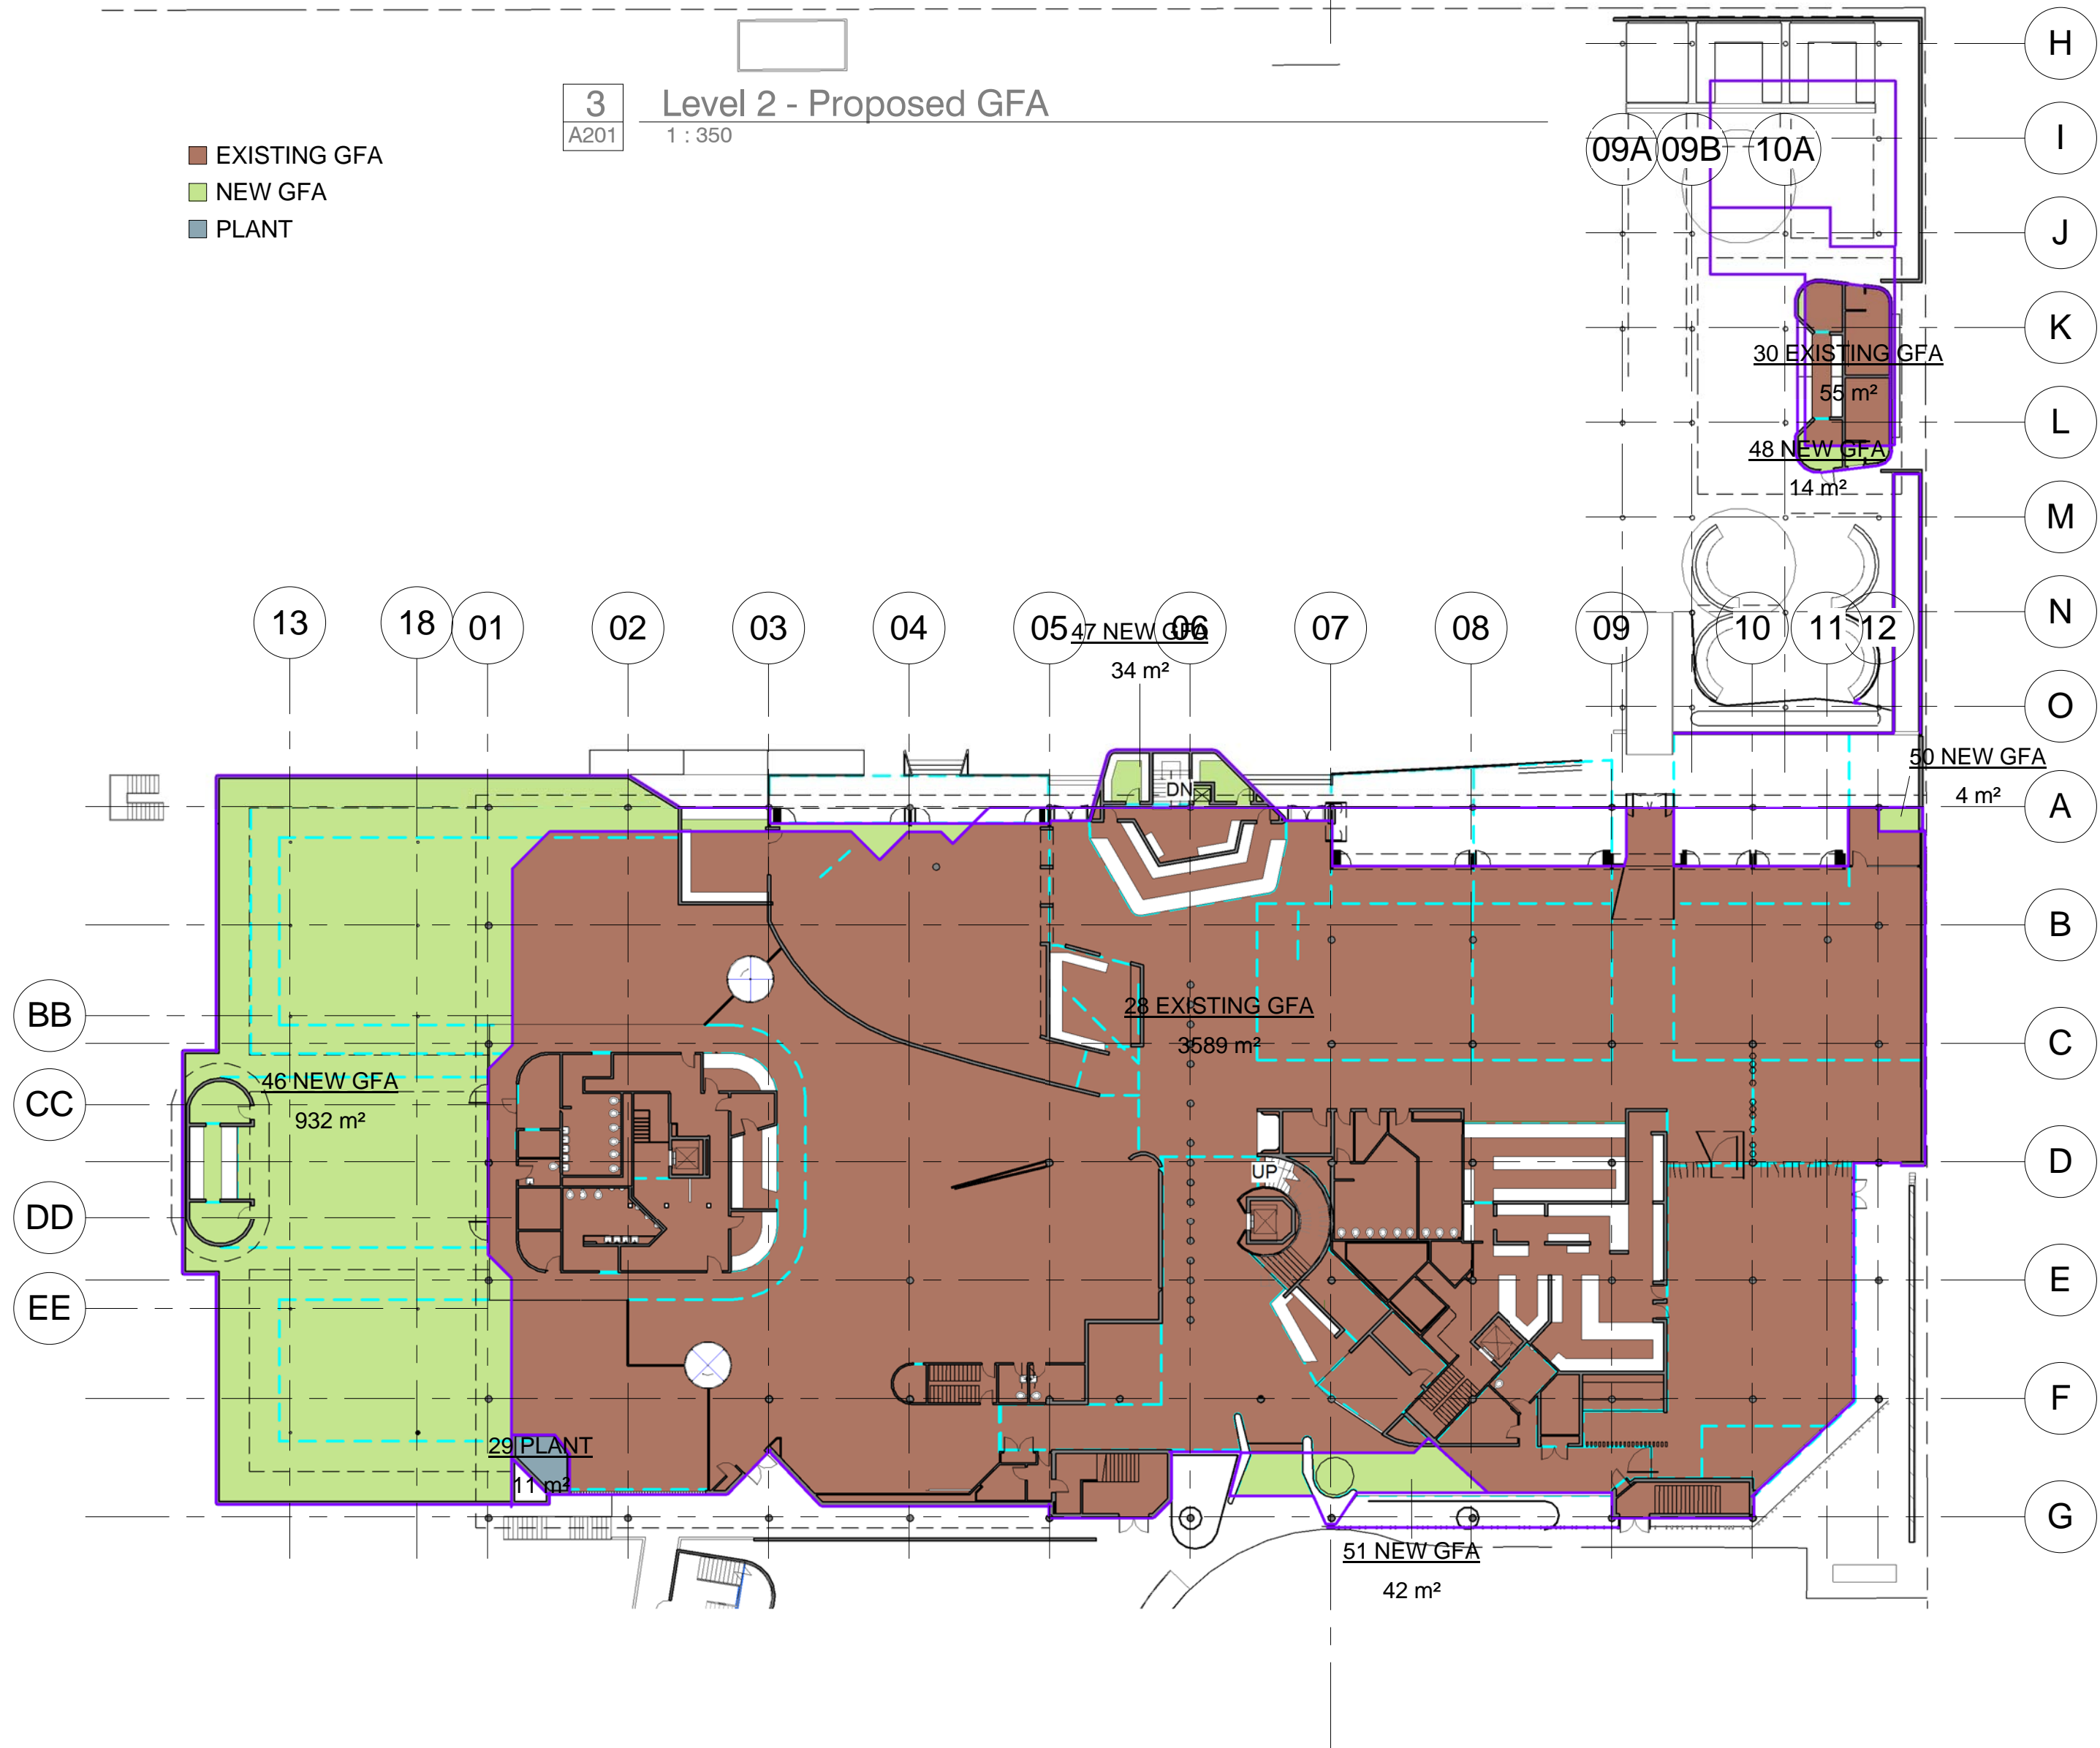 H
3 Level 2 - Proposed GFA
A201 1 : 350
I
09A 09B 10A
EXISTING GFA
NEW GFA
PLANT
J
K
30 EXISTING GFA
55 m²
L
48 NEW GFA
14 m²
M
N
13 18 01 02 03 04 05 06 07 08 09 10 11 12
47 NEW GFA
34 m²
O
50 NEW GFA
4 m²
DN
A
B
BB
28 EXISTING GFA
3589 m²
C
46 NEW GFA
932 m²
CC
D
UP
DD
E
EE
F
29 PLANT
11 m²
G
51 NEW GFA
42 m²